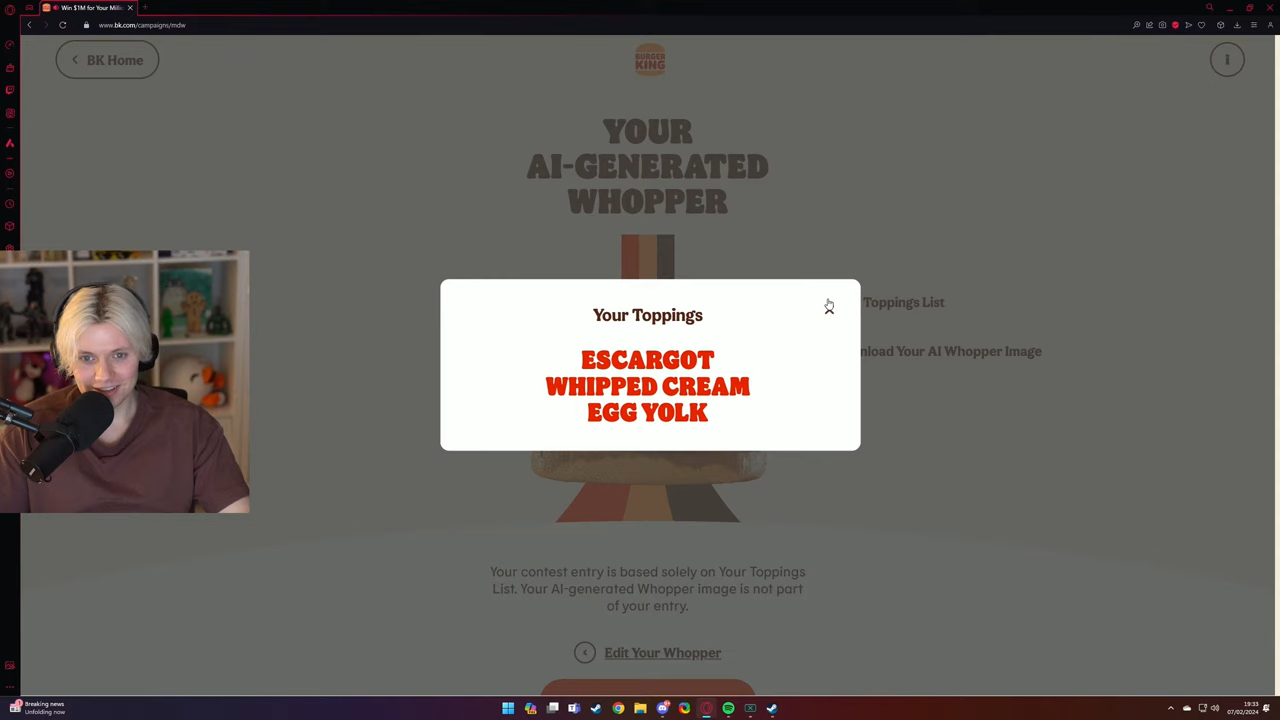 Win $1M for Your Milli
www.bk.com/campaigns/mdw
BK Home
BURGER
KING
i
YOUR
AI-GENERATED
WHOPPER
Toppings List
nload Your AI Whopper Image
Your Toppings
ESCARGOT
WHIPPED CREAM
EGG YOLK
Your contest entry is based solely on Your Toppings
List. Your AI-generated Whopper image is not part
of your entry.
Edit Your Whopper
Breaking news
Unfolding now
19:33
07/02/2024